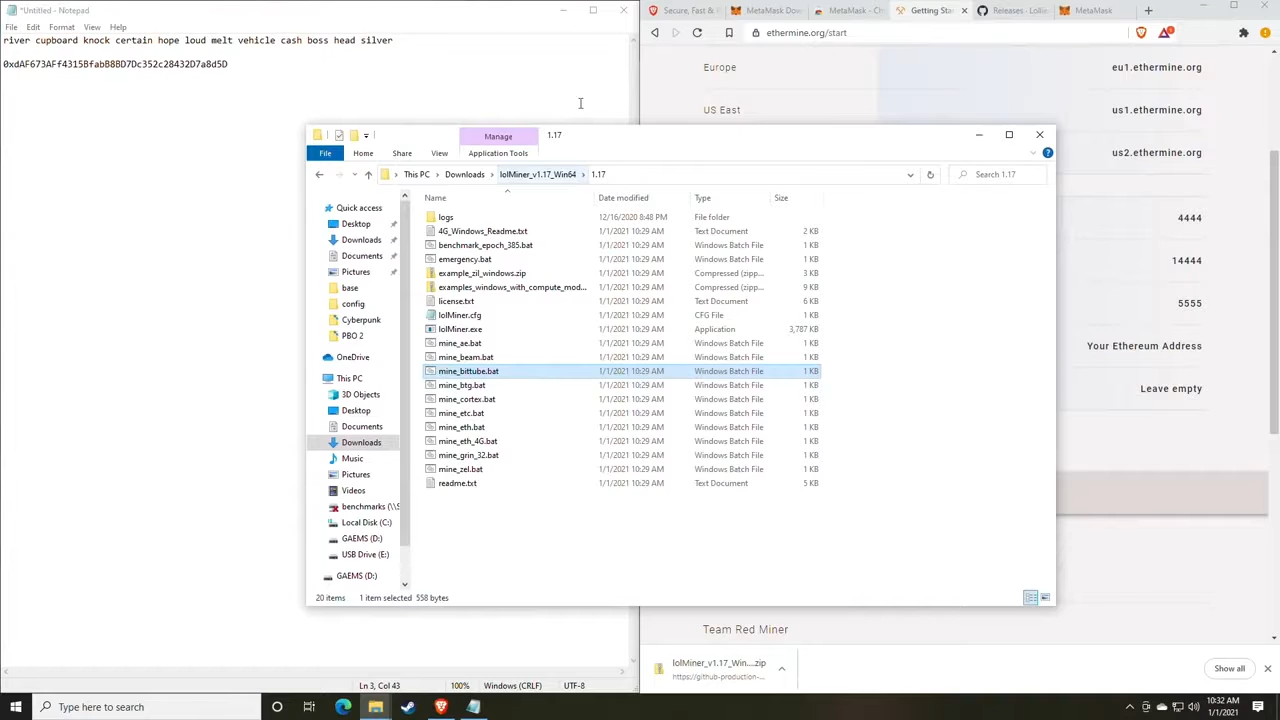 *Untitled - Notepad
File Edit Format View Help
river cupboard knock certain hope loud melt vehicle cash boss head silver
0xdAF673AFf4315BfabB8BD7Dc352c28432D7a8d5D
Ln 3, Col 43 100% Windows (CRLF) UTF-8
Secure, Fast & MetaMask Dow MetaMask - Ch Getting Star Releases · Lollie MetaMask
ethermine.org/start
Europe eu1.ethermine.org
US East us1.ethermine.org
us2.ethermine.org
4444
14444
5555
Your Ethereum Address
Leave empty
Team Red Miner
lolMiner_v1.17_Win....zip
https://github-production-...
Show all
Manage 1.17
File Home Share View Application Tools
This PC Downloads lolMiner_v1.17_Win64 1.17
Search 1.17
Quick access
Desktop
Downloads
Documents
Pictures
base
config
Cyberpunk
PBO 2
OneDrive
This PC
3D Objects
Desktop
Documents
Downloads
Music
Pictures
Videos
benchmarks (\\S
Local Disk (C:)
GAEMS (D:)
USB Drive (E:)
GAEMS (D:)
Name Date modified Type Size
logs 12/16/2020 8:48 PM File folder
4G_Windows_Readme.txt 1/1/2021 10:29 AM Text Document 2 KB
benchmark_epoch_385.bat 1/1/2021 10:29 AM Windows Batch File 1 KB
emergency.bat 1/1/2021 10:29 AM Windows Batch File 1 KB
example_zil_windows.zip 1/1/2021 10:29 AM Compressed (zipp... 3 KB
examples_windows_with_compute_mod... 1/1/2021 10:29 AM Compressed (zipp... 9 KB
license.txt 1/1/2021 10:29 AM Text Document 6 KB
lolMiner.cfg 1/1/2021 10:29 AM CFG File 1 KB
lolMiner.exe 1/1/2021 10:29 AM Application 3,787 KB
mine_ae.bat 1/1/2021 10:29 AM Windows Batch File 1 KB
mine_beam.bat 1/1/2021 10:29 AM Windows Batch File 1 KB
mine_bittube.bat 1/1/2021 10:29 AM Windows Batch File 1 KB
mine_btg.bat 1/1/2021 10:29 AM Windows Batch File 1 KB
mine_cortex.bat 1/1/2021 10:29 AM Windows Batch File 1 KB
mine_etc.bat 1/1/2021 10:29 AM Windows Batch File 1 KB
mine_eth.bat 1/1/2021 10:29 AM Windows Batch File 1 KB
mine_eth_4G.bat 1/1/2021 10:29 AM Windows Batch File 1 KB
mine_grin_32.bat 1/1/2021 10:29 AM Windows Batch File 1 KB
mine_zel.bat 1/1/2021 10:29 AM Windows Batch File 1 KB
readme.txt 1/1/2021 10:29 AM Text Document 5 KB
20 items 1 item selected 558 bytes
Type here to search
10:32 AM
1/1/2021